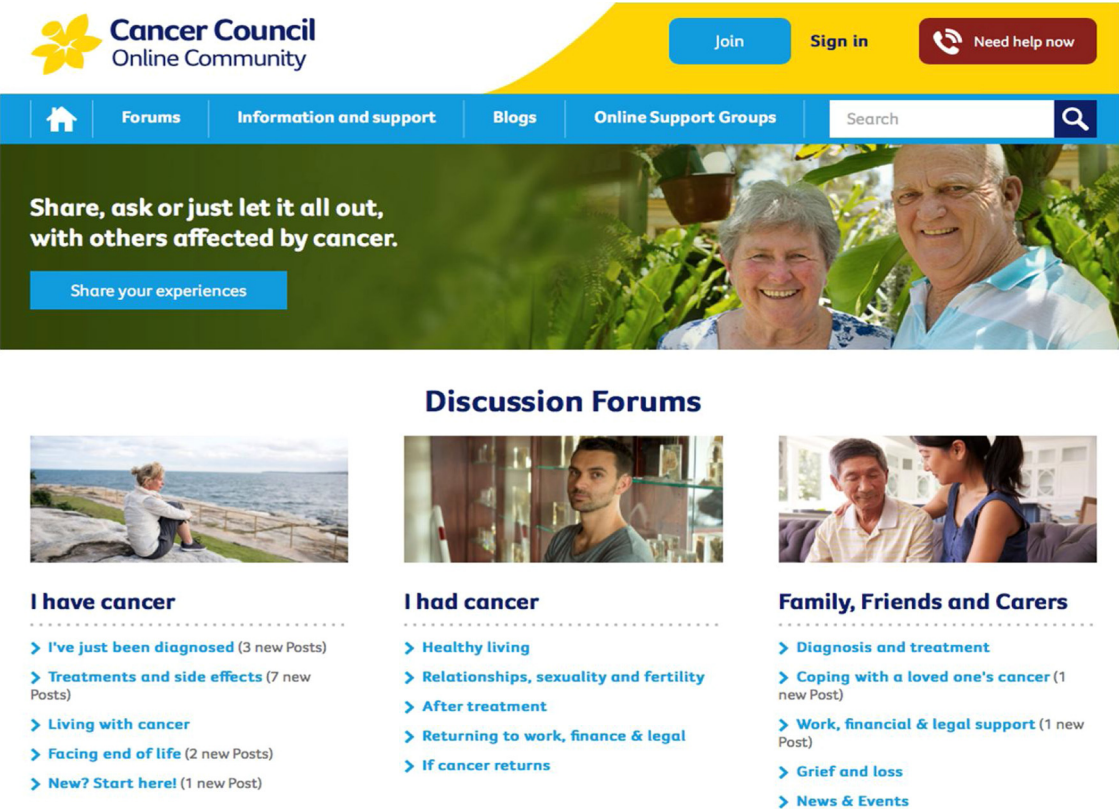 Cancer Council
Online Community
Join
Sign in
Need help now
Forums
Information and support
Blogs
Online Support Groups
Search
Share, ask or just let it all out,
with others affected by cancer.
Share your experiences
Discussion Forums
I have cancer
I've just been diagnosed (3 new Posts)
Treatments and side effects (7 new
Posts)
Living with cancer
Facing end of life (2 new Posts)
New? Start here! (1 new Post)
I had cancer
Healthy living
Relationships, sexuality and fertility
After treatment
Returning to work, finance & legal
If cancer returns
Family, Friends and Carers
Diagnosis and treatment
Coping with a loved one's cancer (1
new Post)
Work, financial & legal support (1 new
Post)
Grief and loss
News & Events